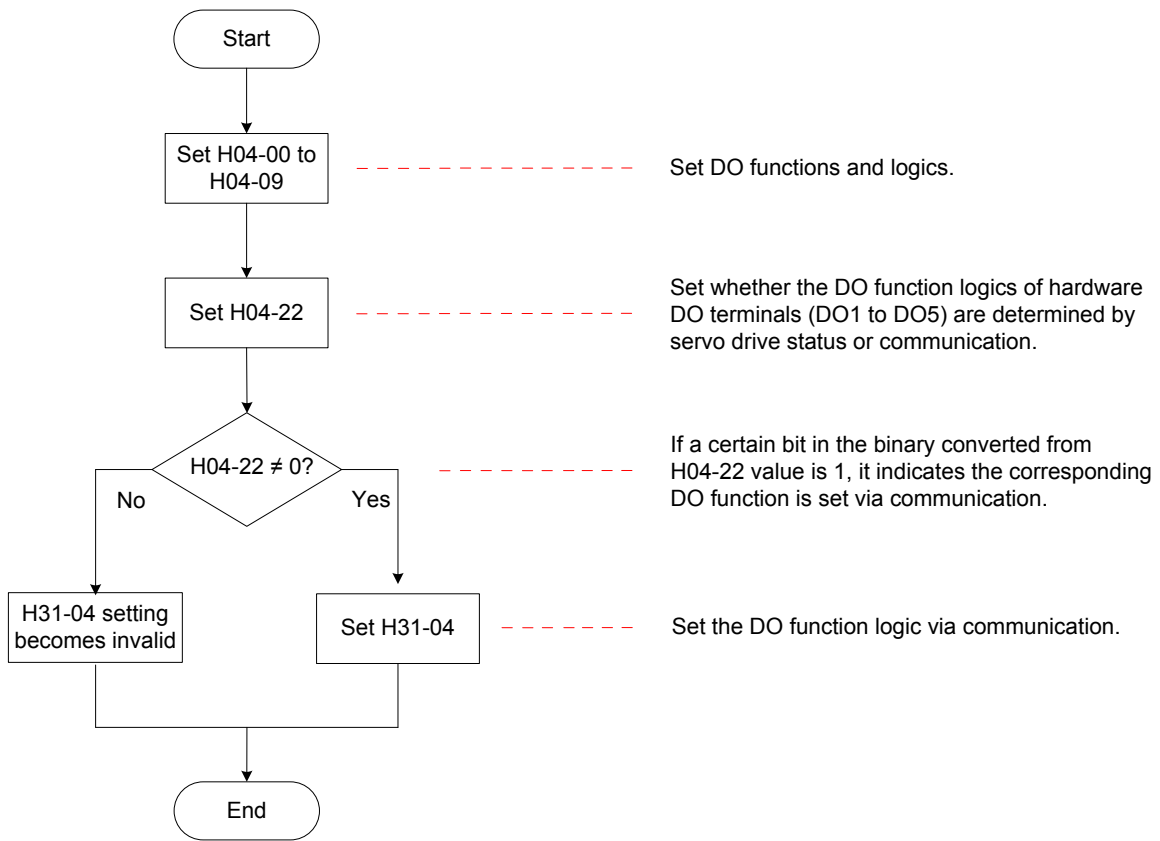 Start
Set H04-00 to
H04-09
Set DO functions and logics.
Set H04-22
Set whether the DO function logics of hardware
DO terminals (DO1 to DO5) are determined by
servo drive status or communication.
H04-22 ≠ 0?
If a certain bit in the binary converted from
H04-22 value is 1, it indicates the corresponding
DO function is set via communication.
No
Yes
H31-04 setting
becomes invalid
Set H31-04
Set the DO function logic via communication.
End